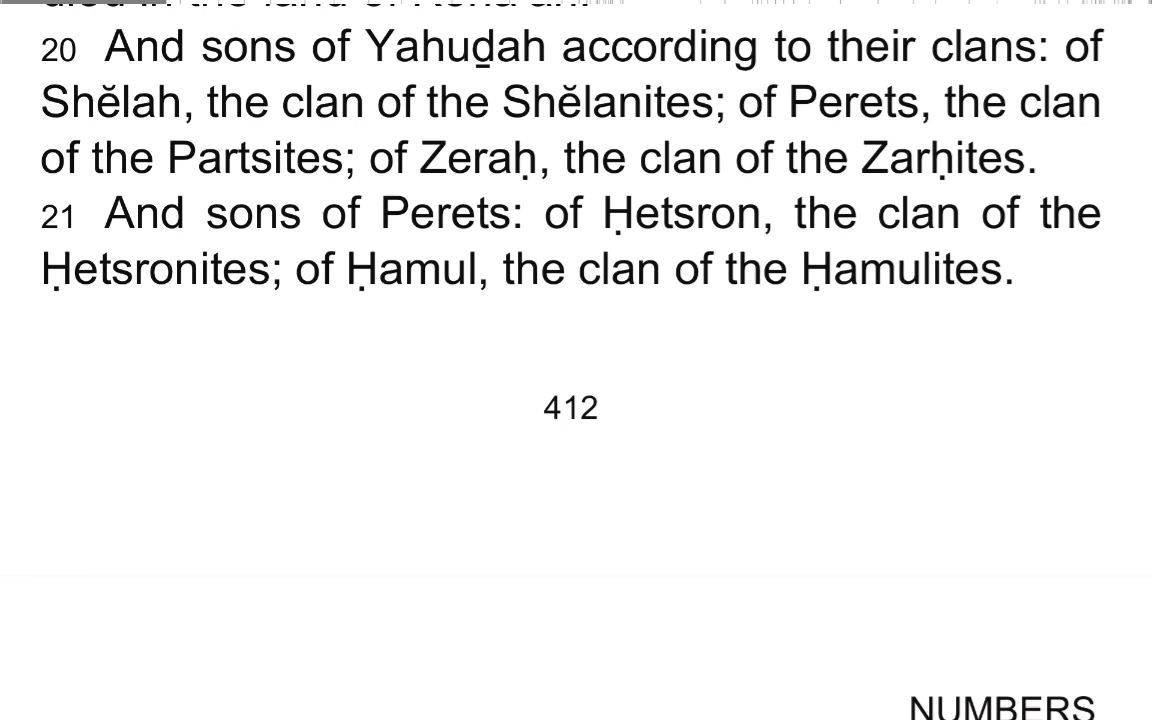 20 And sons of Yahuḏah according to their clans: of
Shĕlah, the clan of the Shĕlanites; of Perets, the clan
of the Partsites; of Zeraḥ, the clan of the Zarḥites.
21 And sons of Perets: of Ḥetsron, the clan of the
Ḥetsronites; of Ḥamul, the clan of the Ḥamulites.
412
NUMBERS